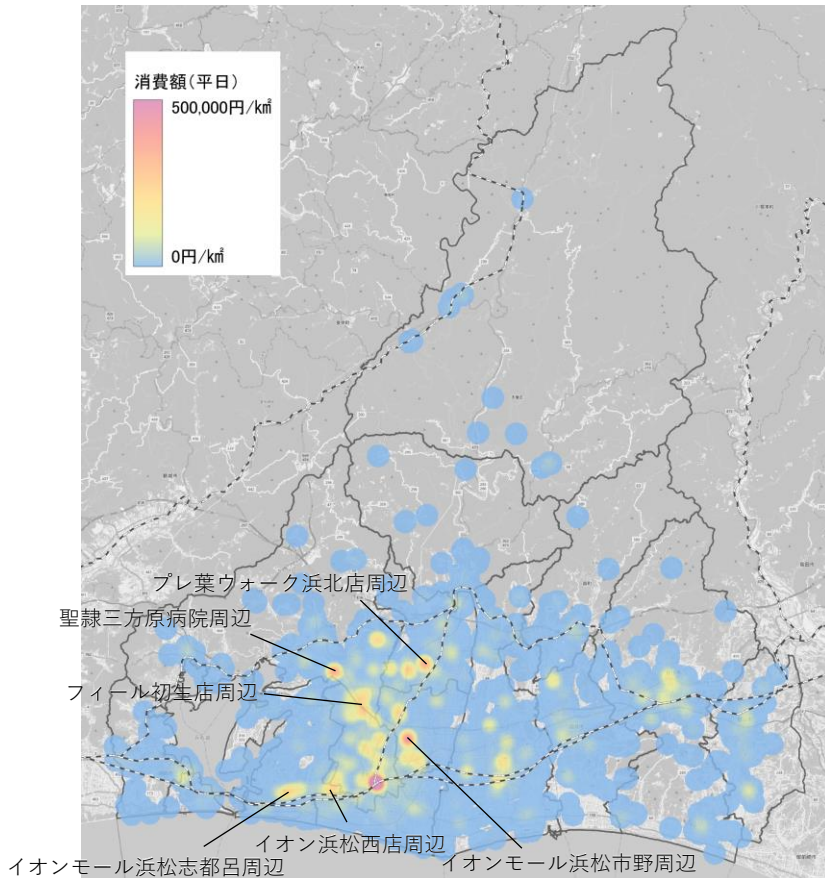 消費額(平日)
500,000円/k㎡
0円/k㎡
プレ葉ウォーク浜北店周辺
聖隷三方原病院周辺
フィール初生店周辺
イオン浜松西店周辺
イオンモール浜松志都呂周辺
イオンモール浜松市野周辺